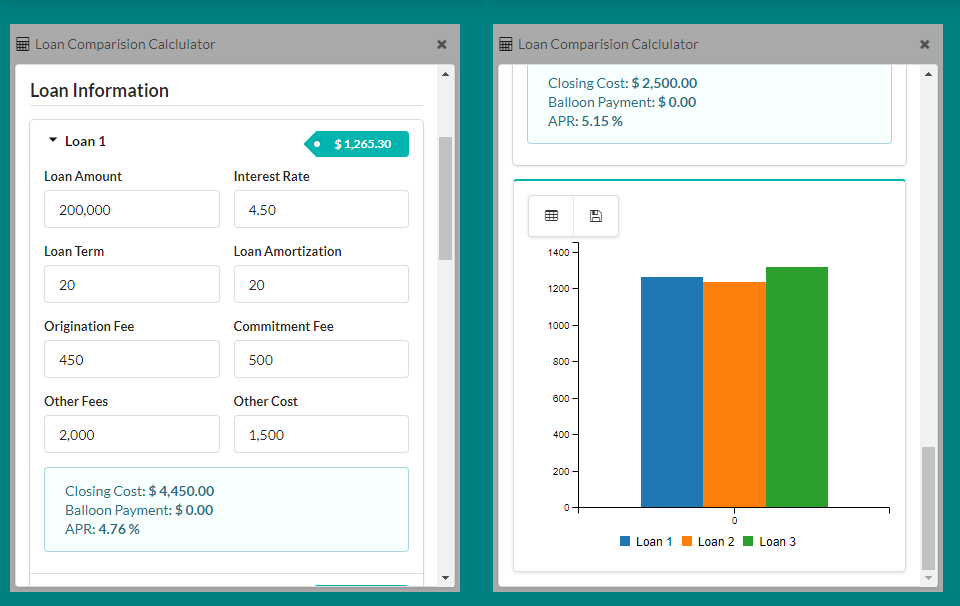 Loan Comparision Calclulator
Loan Information
Loan 1
$ 1,265.30
Loan Amount
Interest Rate
200,000
4.50
Loan Term
Loan Amortization
20
20
Origination Fee
Commitment Fee
450
500
Other Fees
Other Cost
2,000
1,500
Closing Cost: $ 4,450.00
Balloon Payment: $ 0.00
APR: 4.76 %
Loan Comparision Calclulator
Closing Cost: $ 2,500.00
Balloon Payment: $ 0.00
APR: 5.15 %
1400
1200
1000
800
600
400
200
0
0
Loan 1 Loan 2 Loan 3